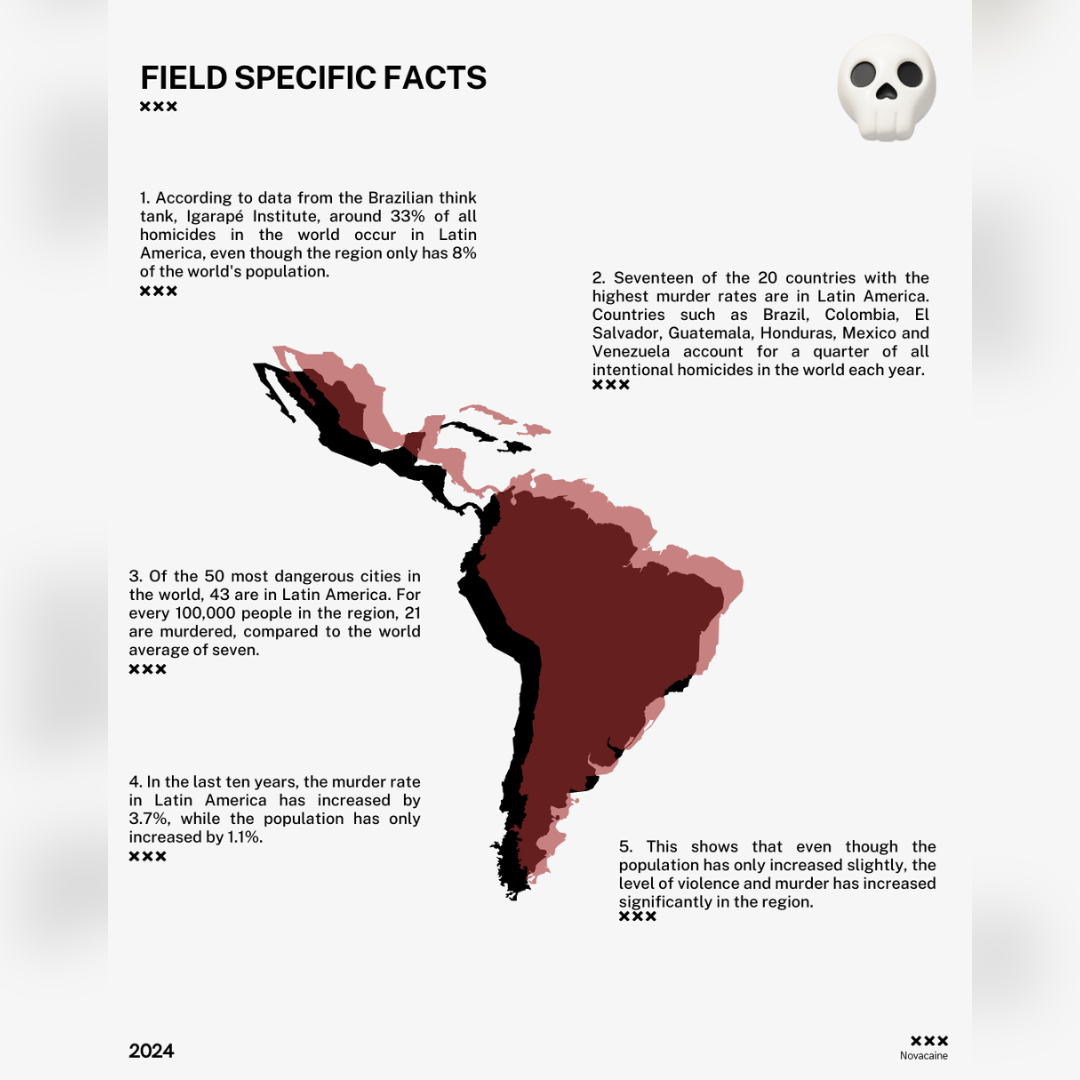 FIELD SPECIFIC FACTS
×××
1. According to data from the Brazilian think
tank, Igarapé Institute, around 33% of all
homicides in the world occur in Latin
America, even though the region only has 8%
of the world's population.
×××
2. Seventeen of the 20 countries with the
highest murder rates are in Latin America.
Countries such as Brazil, Colombia, El
Salvador, Guatemala, Honduras, Mexico and
Venezuela account for a quarter of all
intentional homicides in the world each year.
×××
3. Of the 50 most dangerous cities in
the world, 43 are in Latin America. For
every 100,000 people in the region, 21
are murdered, compared to the world
average of seven.
×××
4. In the last ten years, the murder rate
in Latin America has increased by
3.7%, while the population has only
increased by 1.1%.
×××
5. This shows that even though the
population has only increased slightly, the
level of violence and murder has increased
significantly in the region.
×××
2024
×××
Novacaine